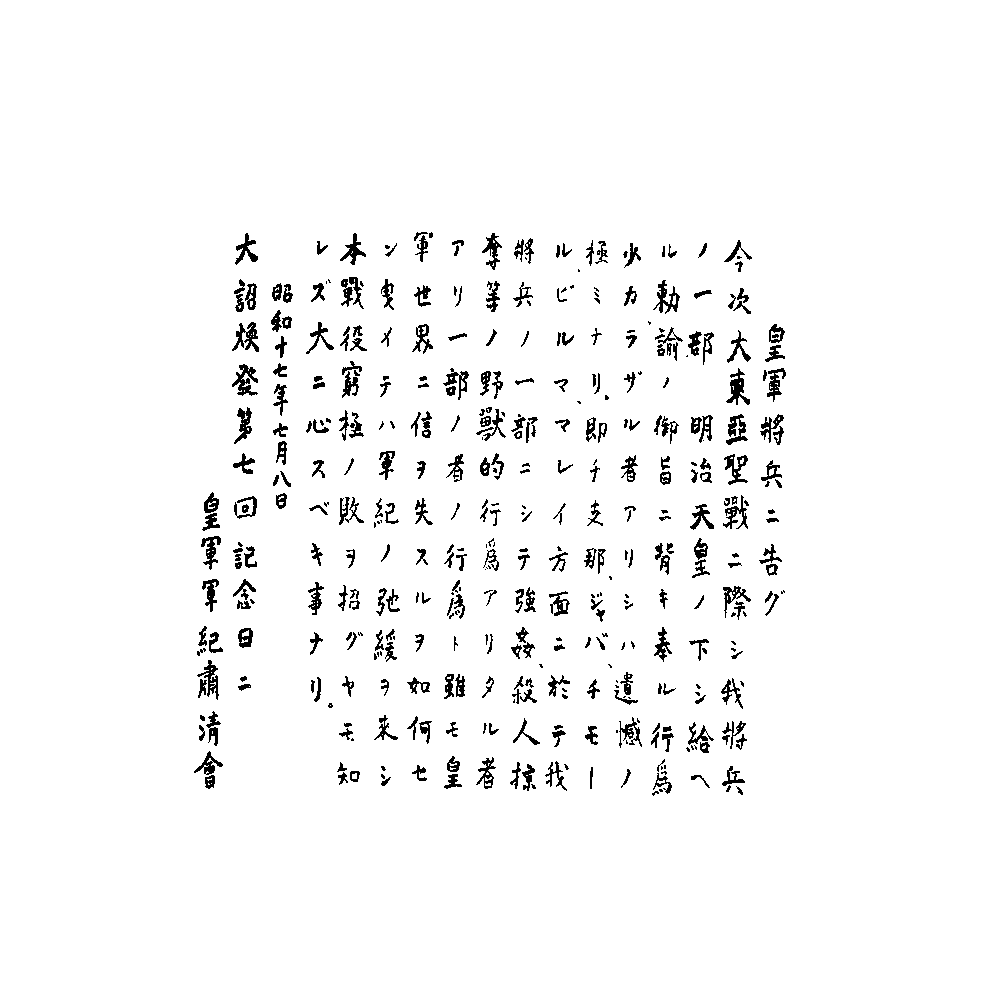 皇軍將兵ニ告グ
今次大東亞聖戰ニ際シ我將兵
ノ一部 明治天皇ノ下シ給ヘ
ル勅諭ノ御旨ニ背キ奉ル行爲
少カラザル者アリシハ遺憾ノ
極ミナリ。即チ支那、ジャバ、チモー
ル、ビルマ、マレイ方面ニ於テ我
將兵ノ一部ニシテ強姦、殺人掠
奪等ノ野獸的行爲アリタル者
アリ一部ノ者ノ行爲ト雖モ皇
軍世界ニ信ヲ失スルヲ如何セ
ン曳イテハ軍紀ノ弛緩ヲ來シ
本戰役窮極ノ敗ヲ招グヤモ知
レズ大ニ心スベキ事ナリ。
昭和十七年七月八日
大詔煥發第七回記念日ニ
皇軍軍紀肅清會